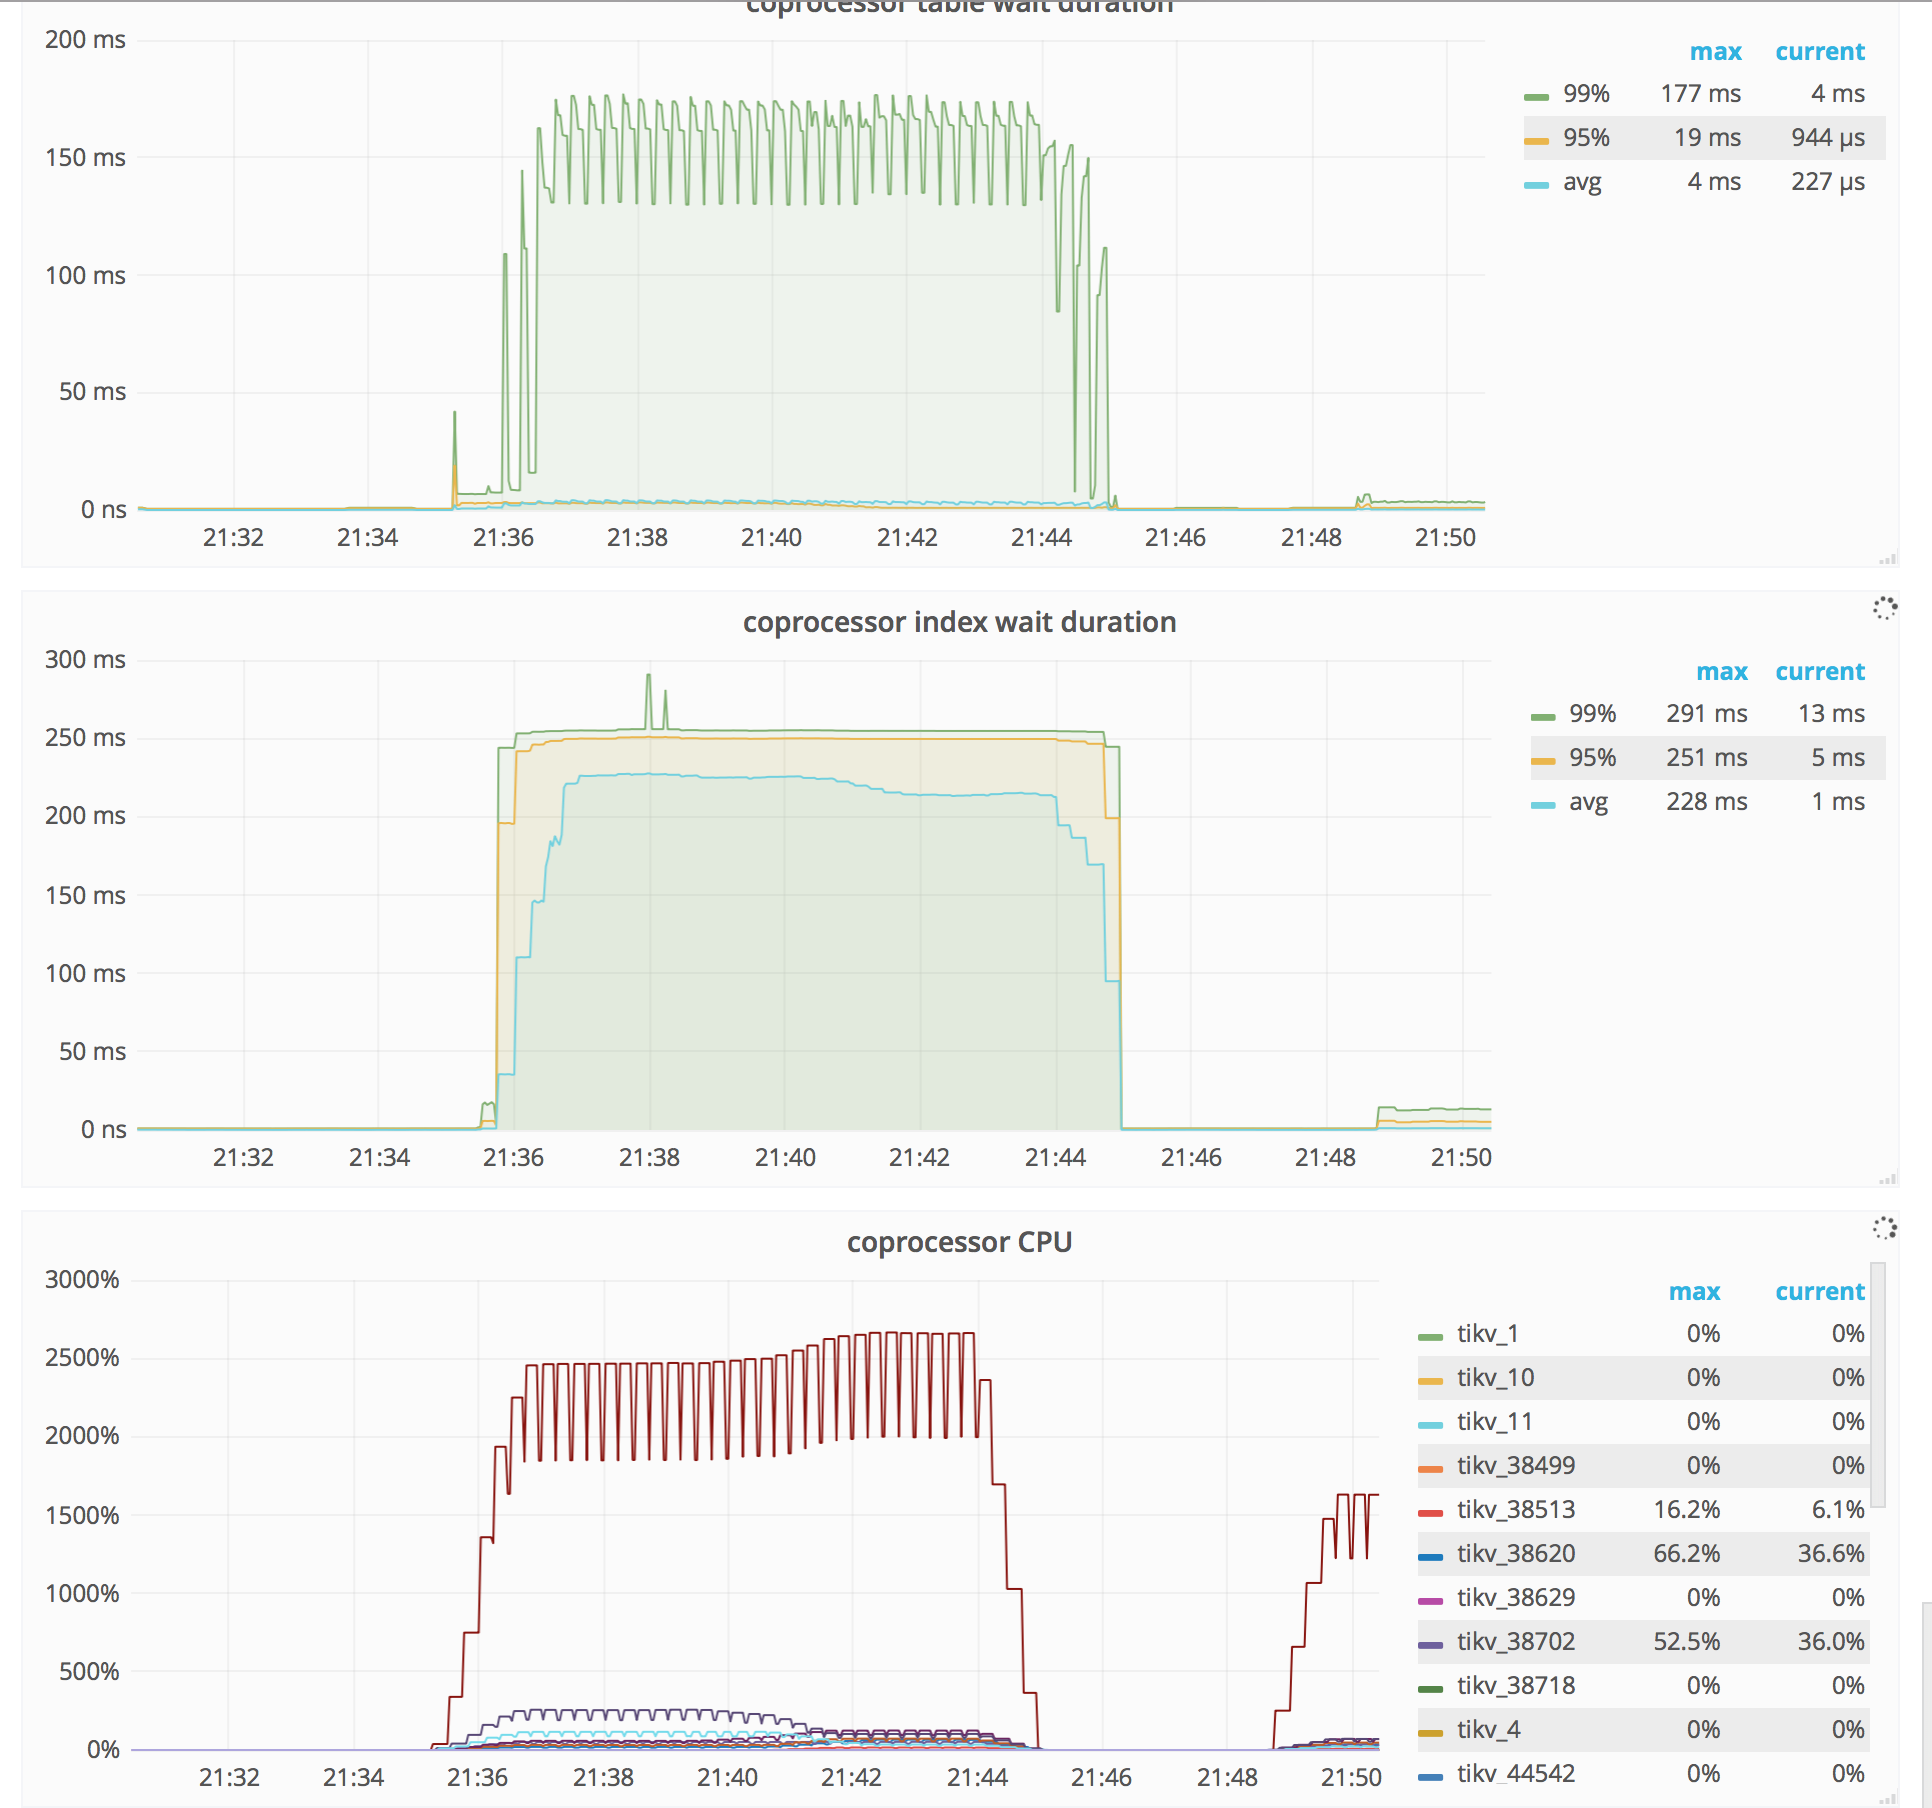 coprocessor table wait duration
200 ms
150 ms
100 ms
50 ms
0 ns
21:32 21:34 21:36 21:38 21:40 21:42 21:44 21:46 21:48 21:50
max current
99% 177 ms 4 ms
95% 19 ms 944 µs
avg 4 ms 227 µs
coprocessor index wait duration
300 ms
250 ms
200 ms
150 ms
100 ms
50 ms
0 ns
21:32 21:34 21:36 21:38 21:40 21:42 21:44 21:46 21:48 21:50
max current
99% 291 ms 13 ms
95% 251 ms 5 ms
avg 228 ms 1 ms
coprocessor CPU
3000%
2500%
2000%
1500%
1000%
500%
0%
21:32 21:34 21:36 21:38 21:40 21:42 21:44 21:46 21:48 21:50
max current
tikv_1 0% 0%
tikv_10 0% 0%
tikv_11 0% 0%
tikv_38499 0% 0%
tikv_38513 16.2% 6.1%
tikv_38620 66.2% 36.6%
tikv_38629 0% 0%
tikv_38702 52.5% 36.0%
tikv_38718 0% 0%
tikv_4 0% 0%
tikv_44542 0% 0%